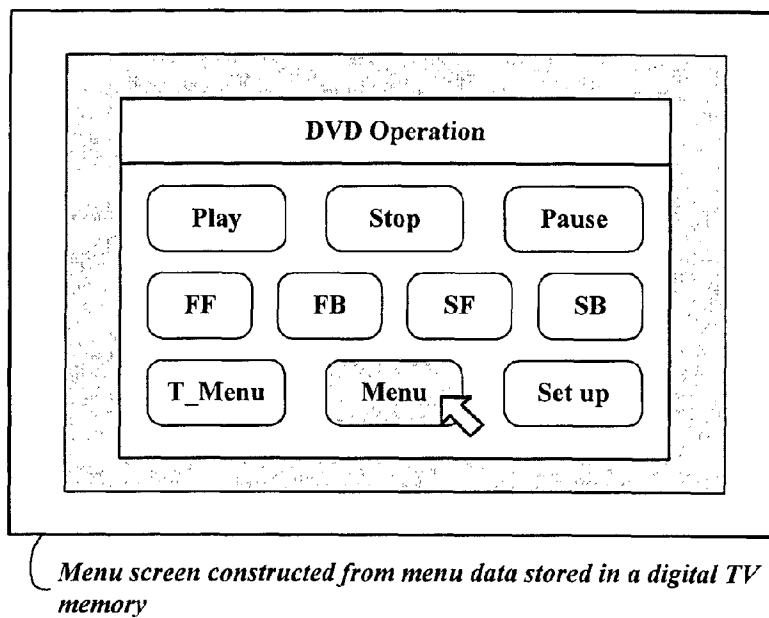 DVD Operation
Play Stop Pause
FF FB SF SB
T_Menu Menu Set up
Menu screen constructed from menu data stored in a digital TV
memory